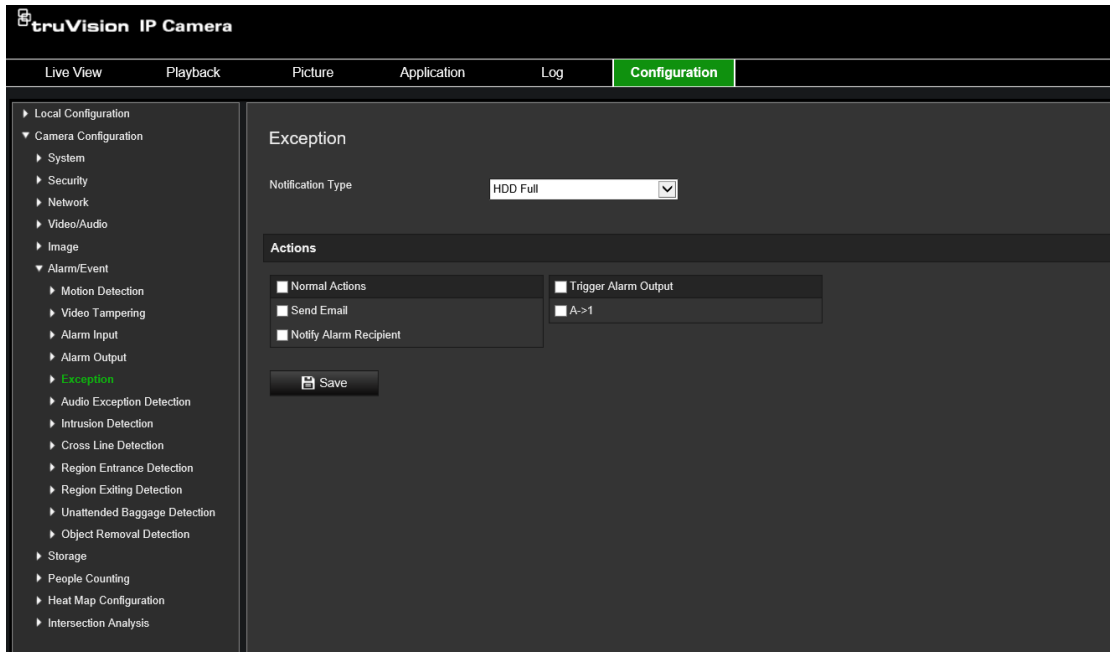 truVision IP Camera
Live View Playback Picture Application Log Configuration
Local Configuration
Camera Configuration
System
Security
Network
Video/Audio
Image
Alarm/Event
Motion Detection
Video Tampering
Alarm Input
Alarm Output
Exception
Audio Exception Detection
Intrusion Detection
Cross Line Detection
Region Entrance Detection
Region Exiting Detection
Unattended Baggage Detection
Object Removal Detection
Storage
People Counting
Heat Map Configuration
Intersection Analysis
Exception
Notification Type HDD Full
Actions
Normal Actions Trigger Alarm Output
Send Email A->1
Notify Alarm Recipient
Save